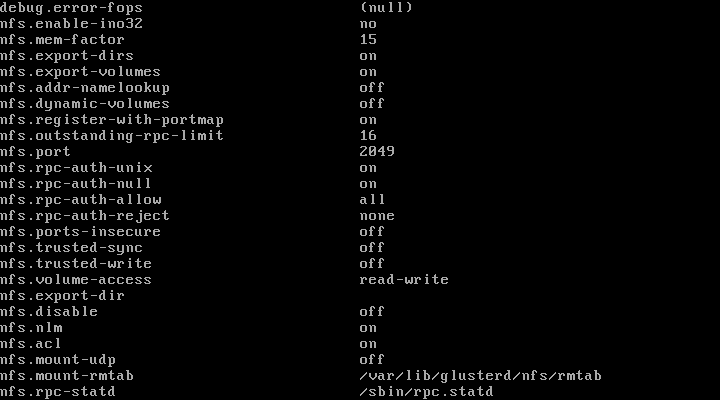 debug.error-fops (null)
nfs.enable-ino32 no
nfs.mem-factor 15
nfs.export-dirs on
nfs.export-volumes on
nfs.addr-namelookup off
nfs.dynamic-volumes off
nfs.register-with-portmap on
nfs.outstanding-rpc-limit 16
nfs.port 2049
nfs.rpc-auth-unix on
nfs.rpc-auth-null on
nfs.rpc-auth-allow all
nfs.rpc-auth-reject none
nfs.ports-insecure off
nfs.trusted-sync off
nfs.trusted-write off
nfs.volume-access read-write
nfs.export-dir
nfs.disable off
nfs.nlm on
nfs.acl on
nfs.mount-udp off
nfs.mount-rmtab /var/lib/glusterd/nfs/rmtab
nfs.rpc-statd /sbin/rpc.statd